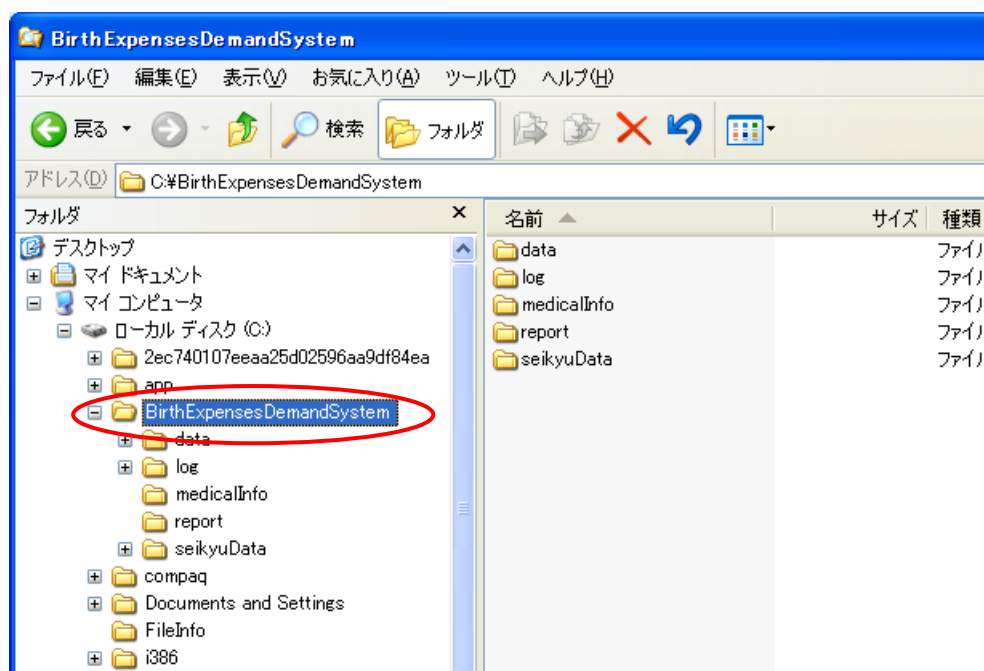 BirthExpensesDemandSystem
ファイル(F) 編集(E) 表示(V) お気に入り(A) ツール(T) ヘルプ(H)
戻る 検索 フォルダ
アドレス(D) C:¥BirthExpensesDemandSystem
フォルダ
デスクトップ
マイ ドキュメント
マイ コンピュータ
ローカル ディスク (C:)
2ec740107eeaa25d02596aa9df84ea
app
BirthExpensesDemandSystem
data
log
medicalInfo
report
seikyuData
compaq
Documents and Settings
FileInfo
i386
名前 サイズ 種類
data ファイル
log ファイル
medicalInfo ファイル
report ファイル
seikyuData ファイル